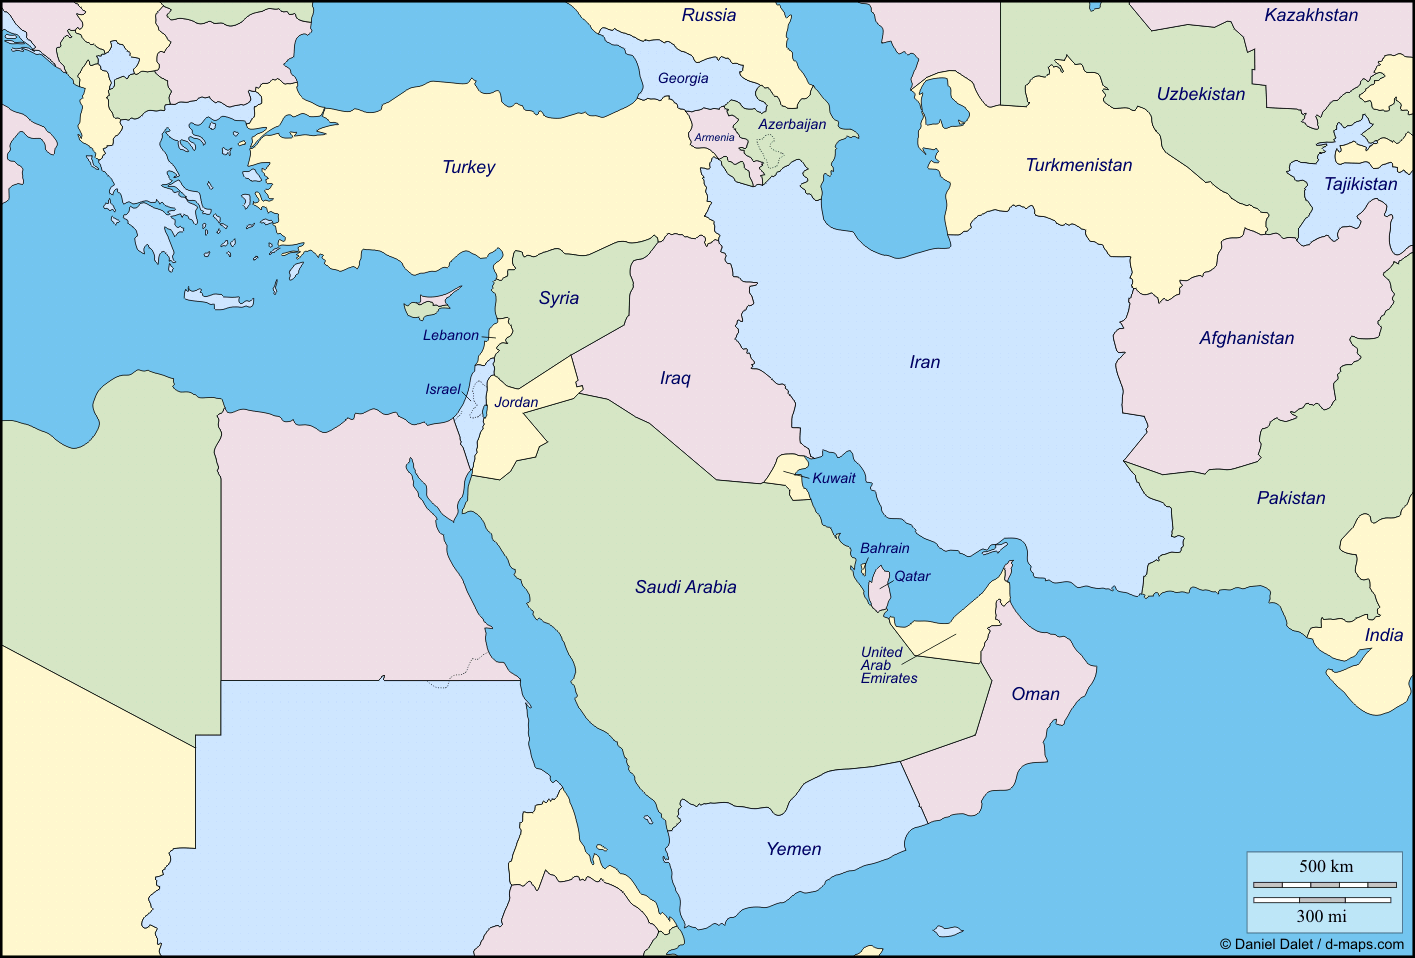 Russia
Kazakhstan
Georgia
Uzbekistan
Azerbaijan
Armenia
Turkey
Turkmenistan
Tajikistan
Syria
Lebanon
Afghanistan
Iran
Iraq
Israel
Jordan
Kuwait
Pakistan
Bahrain
Qatar
Saudi Arabia
India
United
Arab
Emirates
Oman
Yemen
500 km
300 mi
© Daniel Dalet / d-maps.com